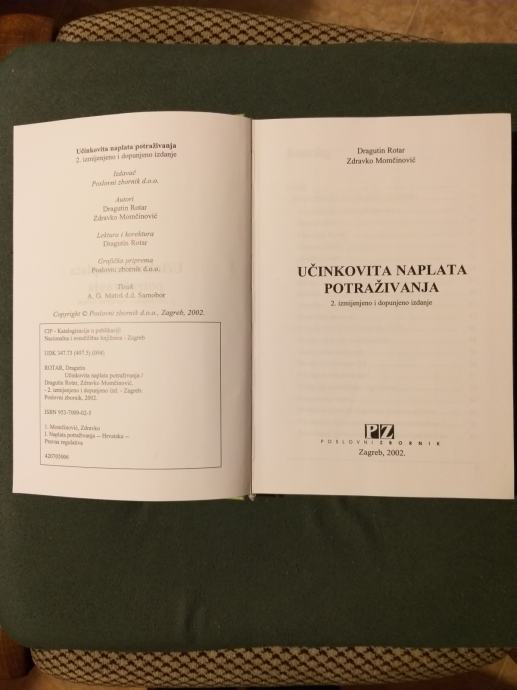 Učinkovita naplata potraživanja
2. izmijenjeno i dopunjeno izdanje
Izdavač
Poslovni zbornik d.o.o.
Autori
Dragutin Rotar
Zdravko Momčinović
Lektura i korektura
Dragutin Rotar
Grafička priprema
Poslovni zbornik d.o.o.
Tisak
A. G. Matoš d.d. Samobor
Copyright © Poslovni zbornik d.o.o., Zagreb, 2002.
CIP - Katalogizacija u publikaciji
Nacionalna i sveučilišna knjižnica - Zagreb
UDK 347.73 (497.5) (094)
ROTAR, Dragutin
Učinkovita naplata potraživanja /
Dragutin Rotar, Zdravko Momčinović.
- 2. izmijenjeno i dopunjeno izd. - Zagreb:
Poslovni zbornik, 2002.
ISBN 953-7009-02-5
1. Momčinović, Zdravko
I. Naplata potraživanja -- Hrvatska --
Pravna regulativa
420703006
Dragutin Rotar
Zdravko Momčinović
UČINKOVITA NAPLATA
POTRAŽIVANJA
2. izmijenjeno i dopunjeno izdanje
PZ
POSLOVNI ZBORNIK
Zagreb, 2002.